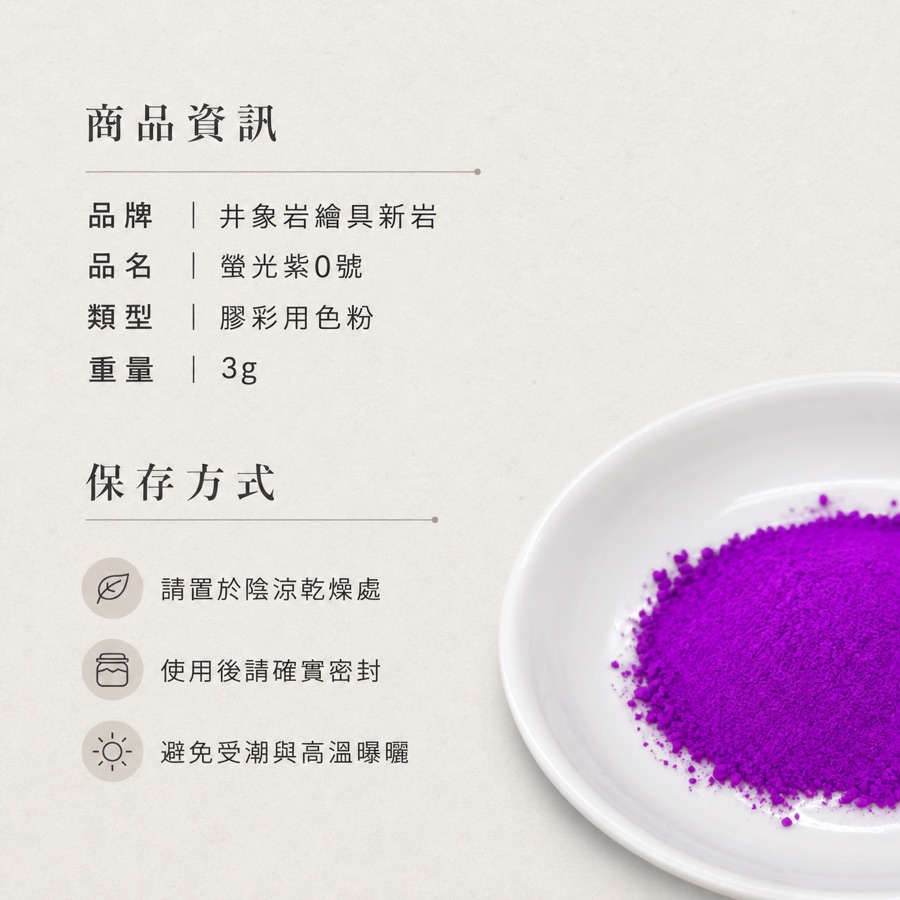 商品資訊
品牌｜井象岩繪具新岩
品名｜螢光紫0號
類型｜膠彩用色粉
重量｜3g
保存方式
請置於陰涼乾燥處
使用後請確實密封
避免受潮與高溫曝曬